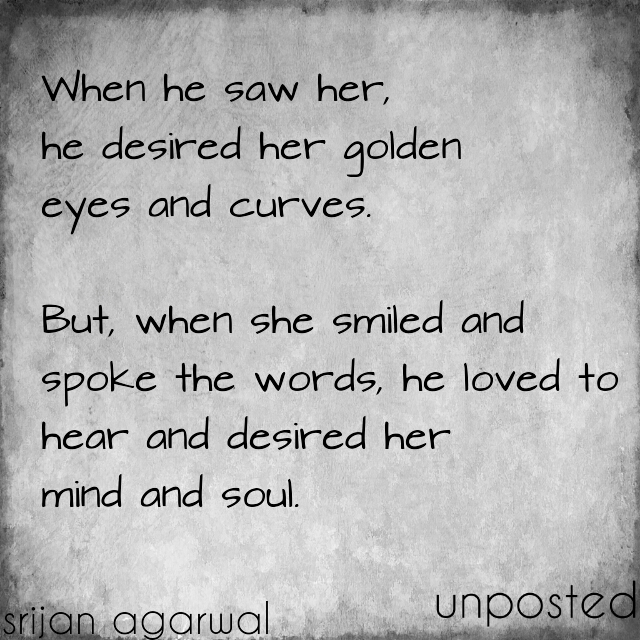 When he saw her,
he desired her golden
eyes and curves.
But, when she smiled and
spoke the words, he loved to
hear and desired her
mind and soul.
srijan agarwal
unposted